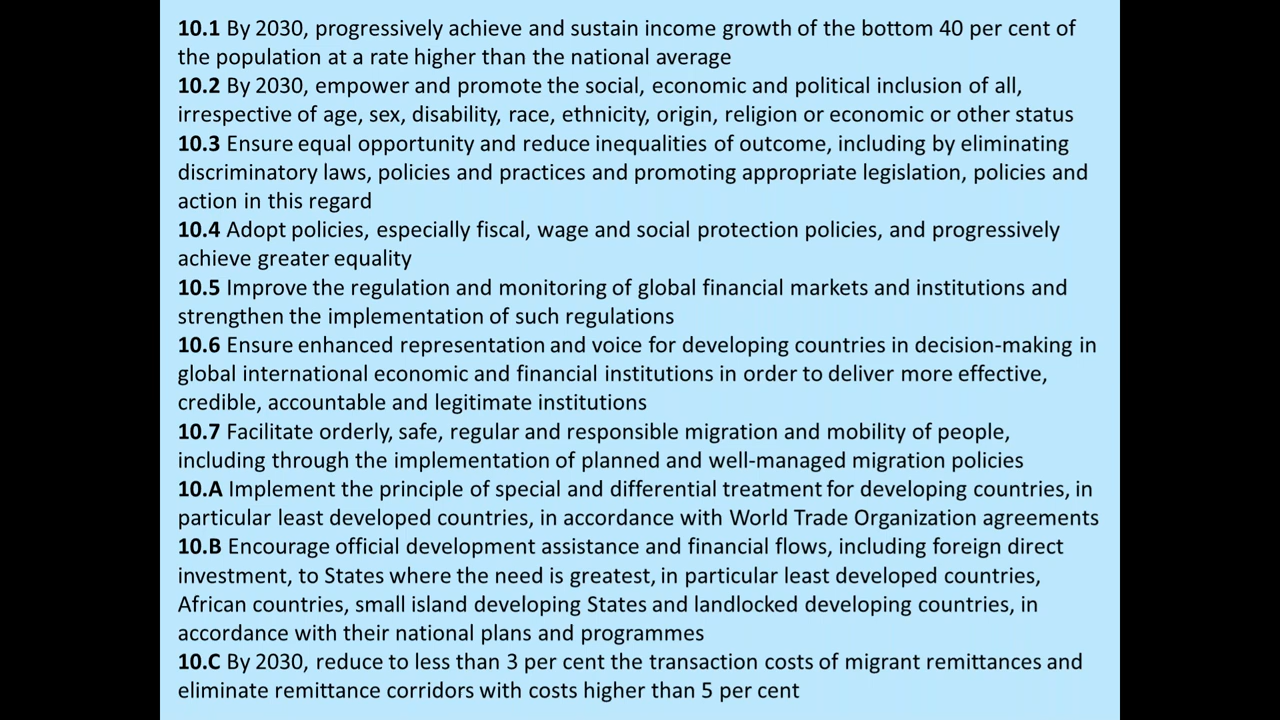 10.1 By 2030, progressively achieve and sustain income growth of the bottom 40 per cent of
the population at a rate higher than the national average
10.2 By 2030, empower and promote the social, economic and political inclusion of all,
irrespective of age, sex, disability, race, ethnicity, origin, religion or economic or other status
10.3 Ensure equal opportunity and reduce inequalities of outcome, including by eliminating
discriminatory laws, policies and practices and promoting appropriate legislation, policies and
action in this regard
10.4 Adopt policies, especially fiscal, wage and social protection policies, and progressively
achieve greater equality
10.5 Improve the regulation and monitoring of global financial markets and institutions and
strengthen the implementation of such regulations
10.6 Ensure enhanced representation and voice for developing countries in decision-making in
global international economic and financial institutions in order to deliver more effective,
credible, accountable and legitimate institutions
10.7 Facilitate orderly, safe, regular and responsible migration and mobility of people,
including through the implementation of planned and well-managed migration policies
10.A Implement the principle of special and differential treatment for developing countries, in
particular least developed countries, in accordance with World Trade Organization agreements
10.B Encourage official development assistance and financial flows, including foreign direct
investment, to States where the need is greatest, in particular least developed countries,
African countries, small island developing States and landlocked developing countries, in
accordance with their national plans and programmes
10.C By 2030, reduce to less than 3 per cent the transaction costs of migrant remittances and
eliminate remittance corridors with costs higher than 5 per cent